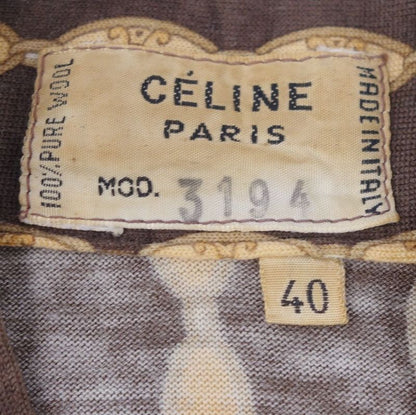 100% PURE WOOL
CÉLINE
PARIS
MOD. 3194
MADE IN ITALY
40